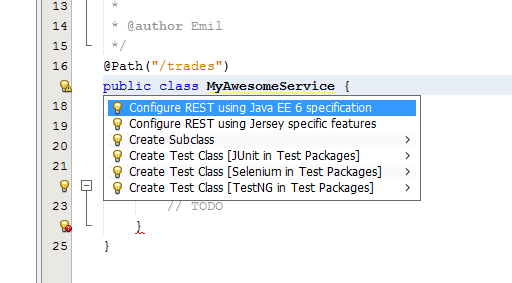 13 *
14 * @author Emil
15 */
16 @Path("/trades")
public class MyAwesomeService {
18 Configure REST using Java EE 6 specification
19 Configure REST using Jersey specific features
20 Create Subclass >
21 Create Test Class [JUnit in Test Packages] >
Create Test Class [Selenium in Test Packages] >
Create Test Class [TestNG in Test Packages] >
23 // TODO
}
25 }